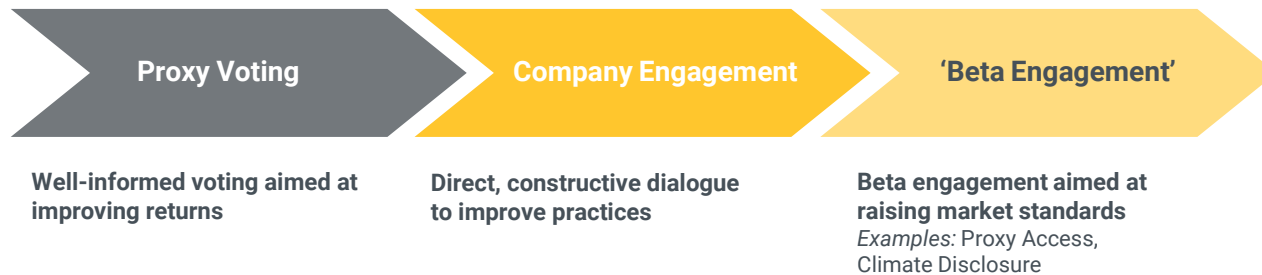 Proxy Voting
Company Engagement
‘Beta Engagement’
Well-informed voting aimed at
improving returns
Direct, constructive dialogue
to improve practices
Beta engagement aimed at
raising market standards
Examples: Proxy Access,
Climate Disclosure